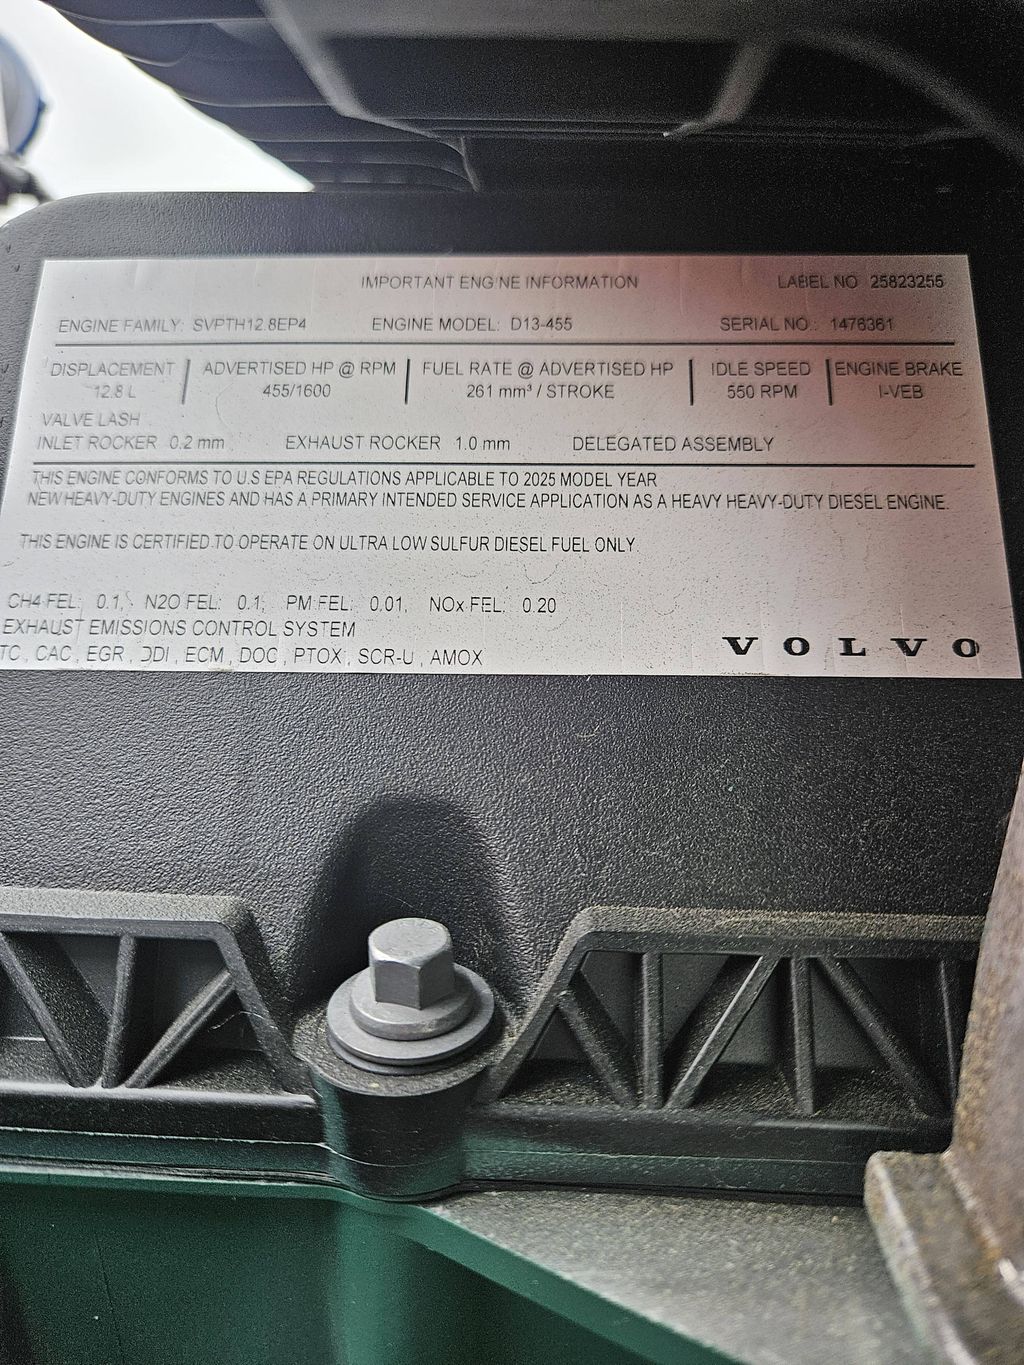 IMPORTANT ENGINE INFORMATION LABEL NO 25823255
ENGINE FAMILY: SVPTH12.8EP4 ENGINE MODEL: D13-455 SERIAL NO.: 1476361
DISPLACEMENT ADVERTISED HP @ RPM FUEL RATE @ ADVERTISED HP IDLE SPEED ENGINE BRAKE
12.8 L 455/1600 261 mm³ / STROKE 550 RPM I-VEB
VALVE LASH
INLET ROCKER 0.2 mm EXHAUST ROCKER 1.0 mm DELEGATED ASSEMBLY
THIS ENGINE CONFORMS TO U.S EPA REGULATIONS APPLICABLE TO 2025 MODEL YEAR
NEW HEAVY-DUTY ENGINES AND HAS A PRIMARY INTENDED SERVICE APPLICATION AS A HEAVY HEAVY-DUTY DIESEL ENGINE.
THIS ENGINE IS CERTIFIED TO OPERATE ON ULTRA LOW SULFUR DIESEL FUEL ONLY
CH4 FEL: 0.1, N2O FEL: 0.1, PM FEL: 0.01, NOx FEL: 0.20
EXHAUST EMISSIONS CONTROL SYSTEM
TC, CAC, EGR, DDI, ECM, DOC, PTOX, SCR-U, AMOX
VOLVO